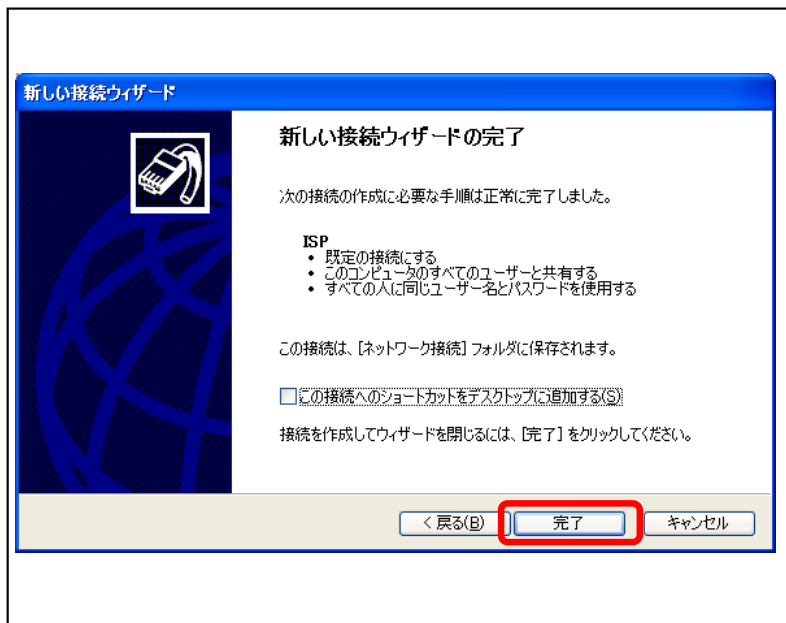 新しい接続ウィザード
新しい接続ウィザードの完了
次の接続の作成に必要な手順は正常に完了しました。
ISP
• 既定の接続にする
• このコンピュータのすべてのユーザーと共有する
• すべての人に同じユーザー名とパスワードを使用する
この接続は、[ネットワーク接続] フォルダに保存されます。
この接続へのショートカットをデスクトップに追加する(S)
接続を作成してウィザードを閉じるには、[完了] をクリックしてください。
< 戻る(B) 完了 キャンセル